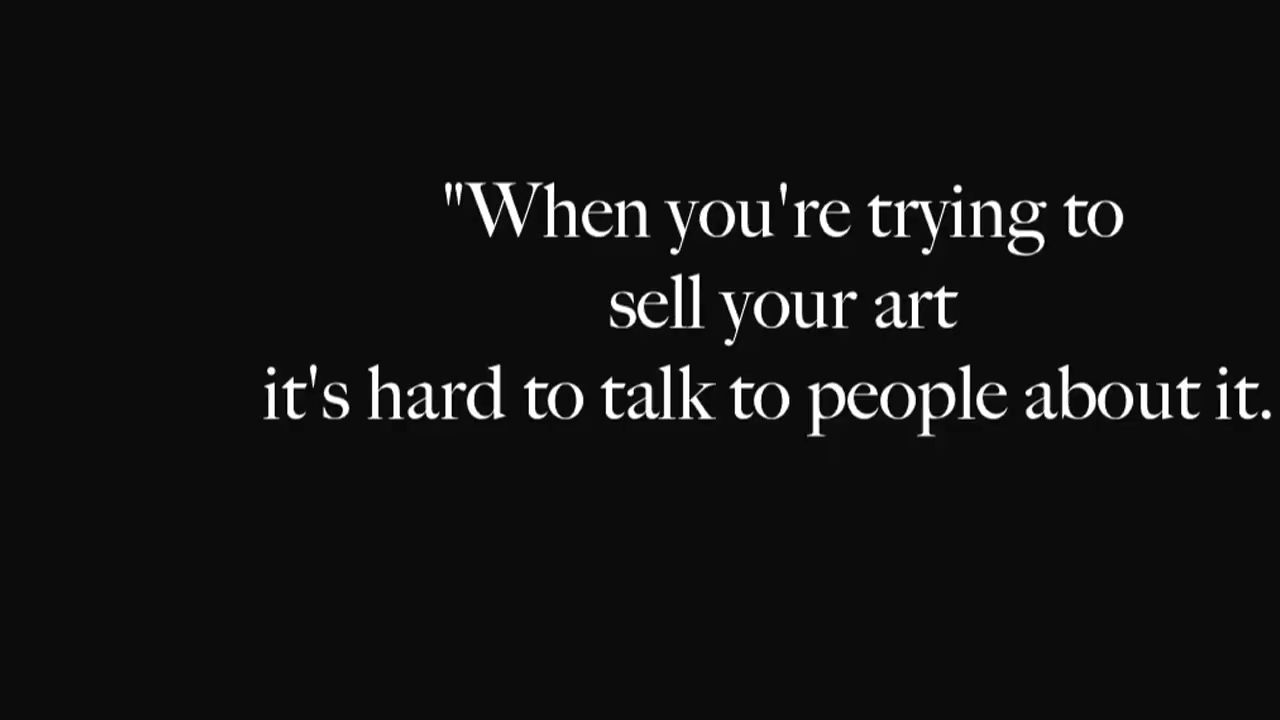 "When you're trying to
sell your art
it's hard to talk to people about it.